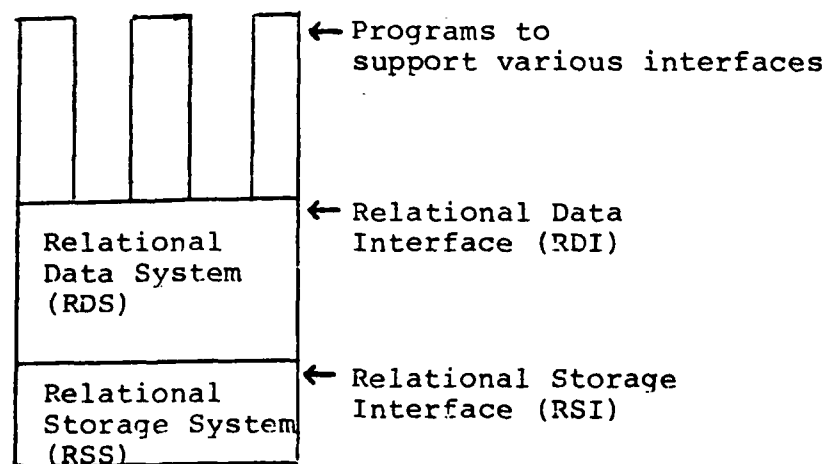 ← Programs to
support various interfaces
← Relational Data
Interface (RDI)
Relational
Data System
(RDS)
← Relational Storage
Interface (RSI)
Relational
Storage System
(RSS)